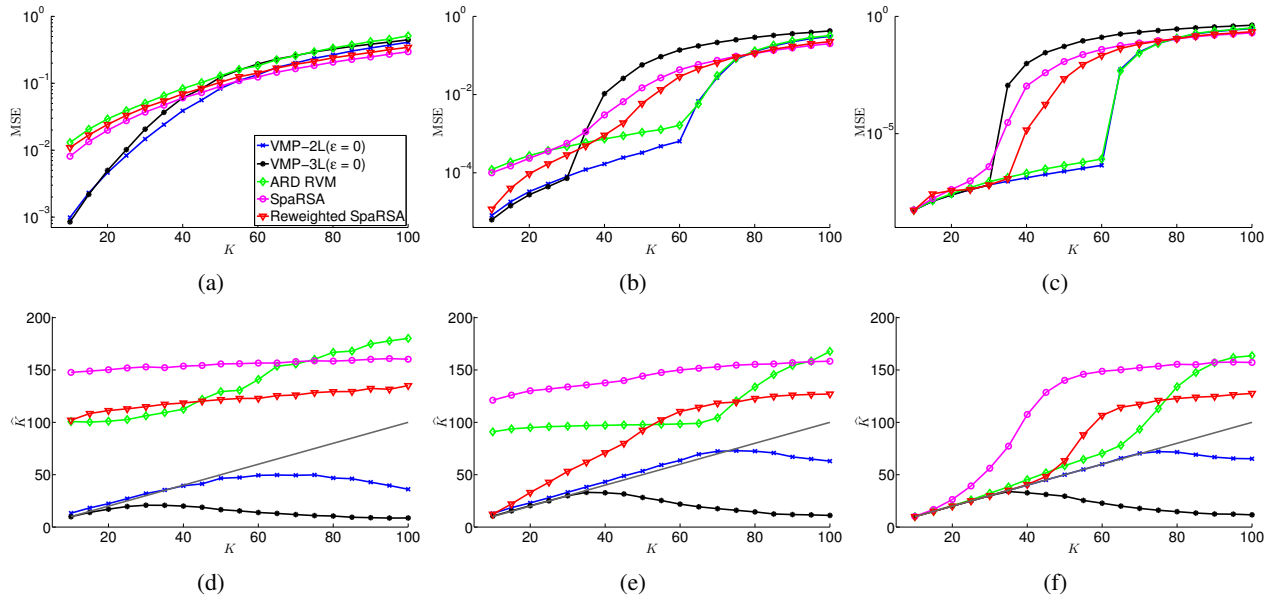 10^0
10^-1
10^-2
10^-3
MSE
20 40 60 80 100
K
VMP-2L(ε = 0)
VMP-3L(ε = 0)
ARD RVM
SpaRSA
Reweighted SpaRSA
(a)
10^0
10^-2
10^-4
MSE
20 40 60 80 100
K
(b)
10^0
10^-5
MSE
20 40 60 80 100
K
(c)
200
150
100
50
0
K̂
20 40 60 80 100
K
(d)
200
150
100
50
0
K̂
20 40 60 80 100
K
(e)
200
150
100
50
0
K̂
20 40 60 80 100
K
(f)